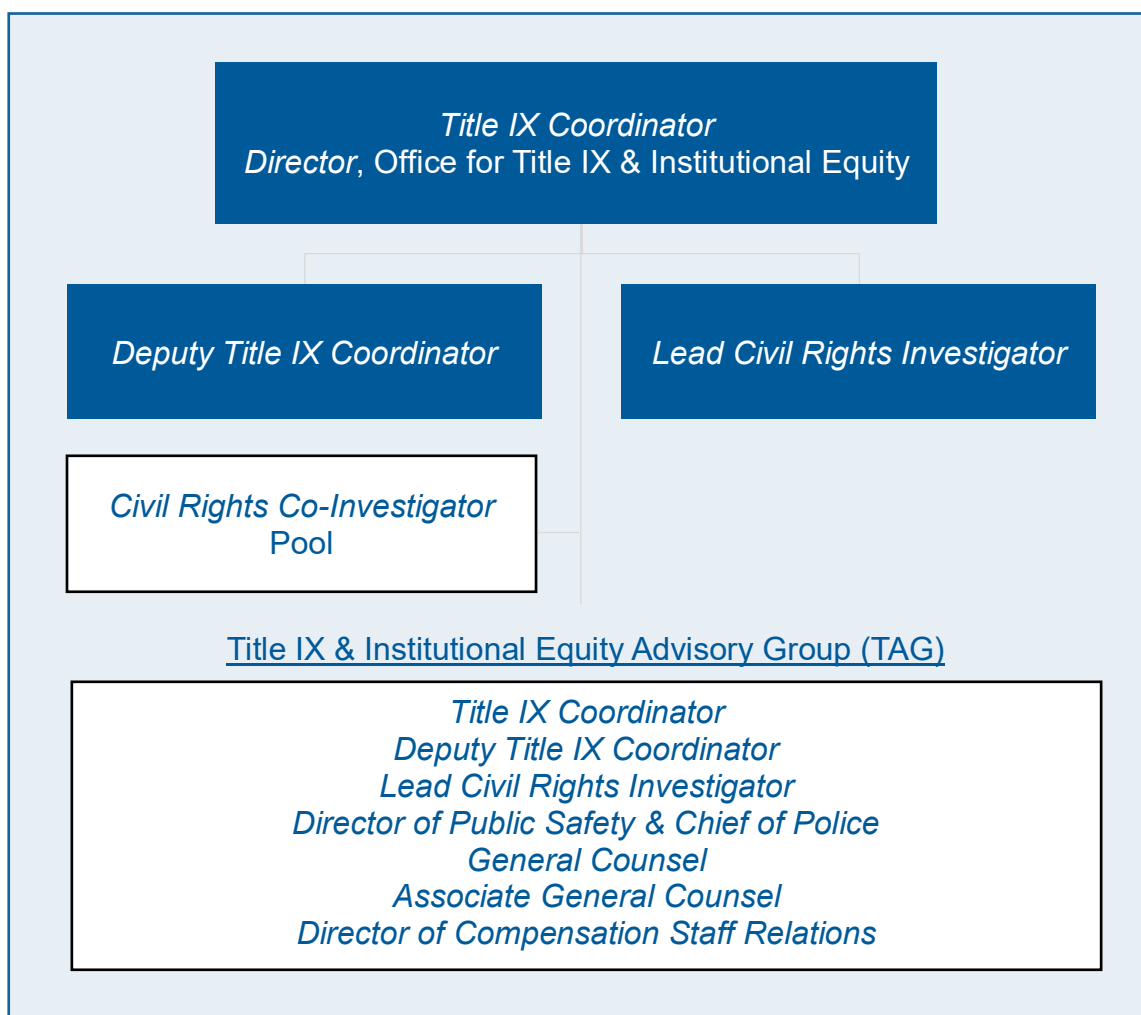 Title IX Coordinator
Director, Office for Title IX & Institutional Equity
Deputy Title IX Coordinator
Lead Civil Rights Investigator
Civil Rights Co-Investigator
Pool
Title IX & Institutional Equity Advisory Group (TAG)
Title IX Coordinator
Deputy Title IX Coordinator
Lead Civil Rights Investigator
Director of Public Safety & Chief of Police
General Counsel
Associate General Counsel
Director of Compensation Staff Relations